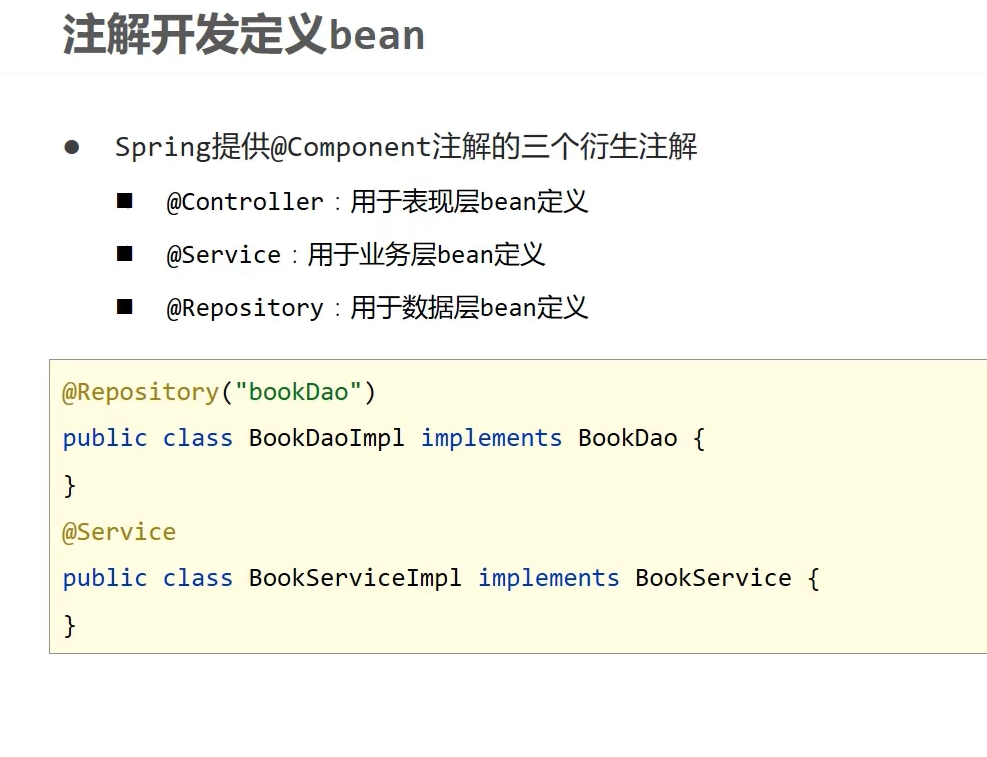 注解开发定义bean
● Spring提供@Component注解的三个衍生注解
■ @Controller：用于表现层bean定义
■ @Service：用于业务层bean定义
■ @Repository：用于数据层bean定义
@Repository("bookDao")
public class BookDaoImpl implements BookDao {
}
@Service
public class BookServiceImpl implements BookService {
}